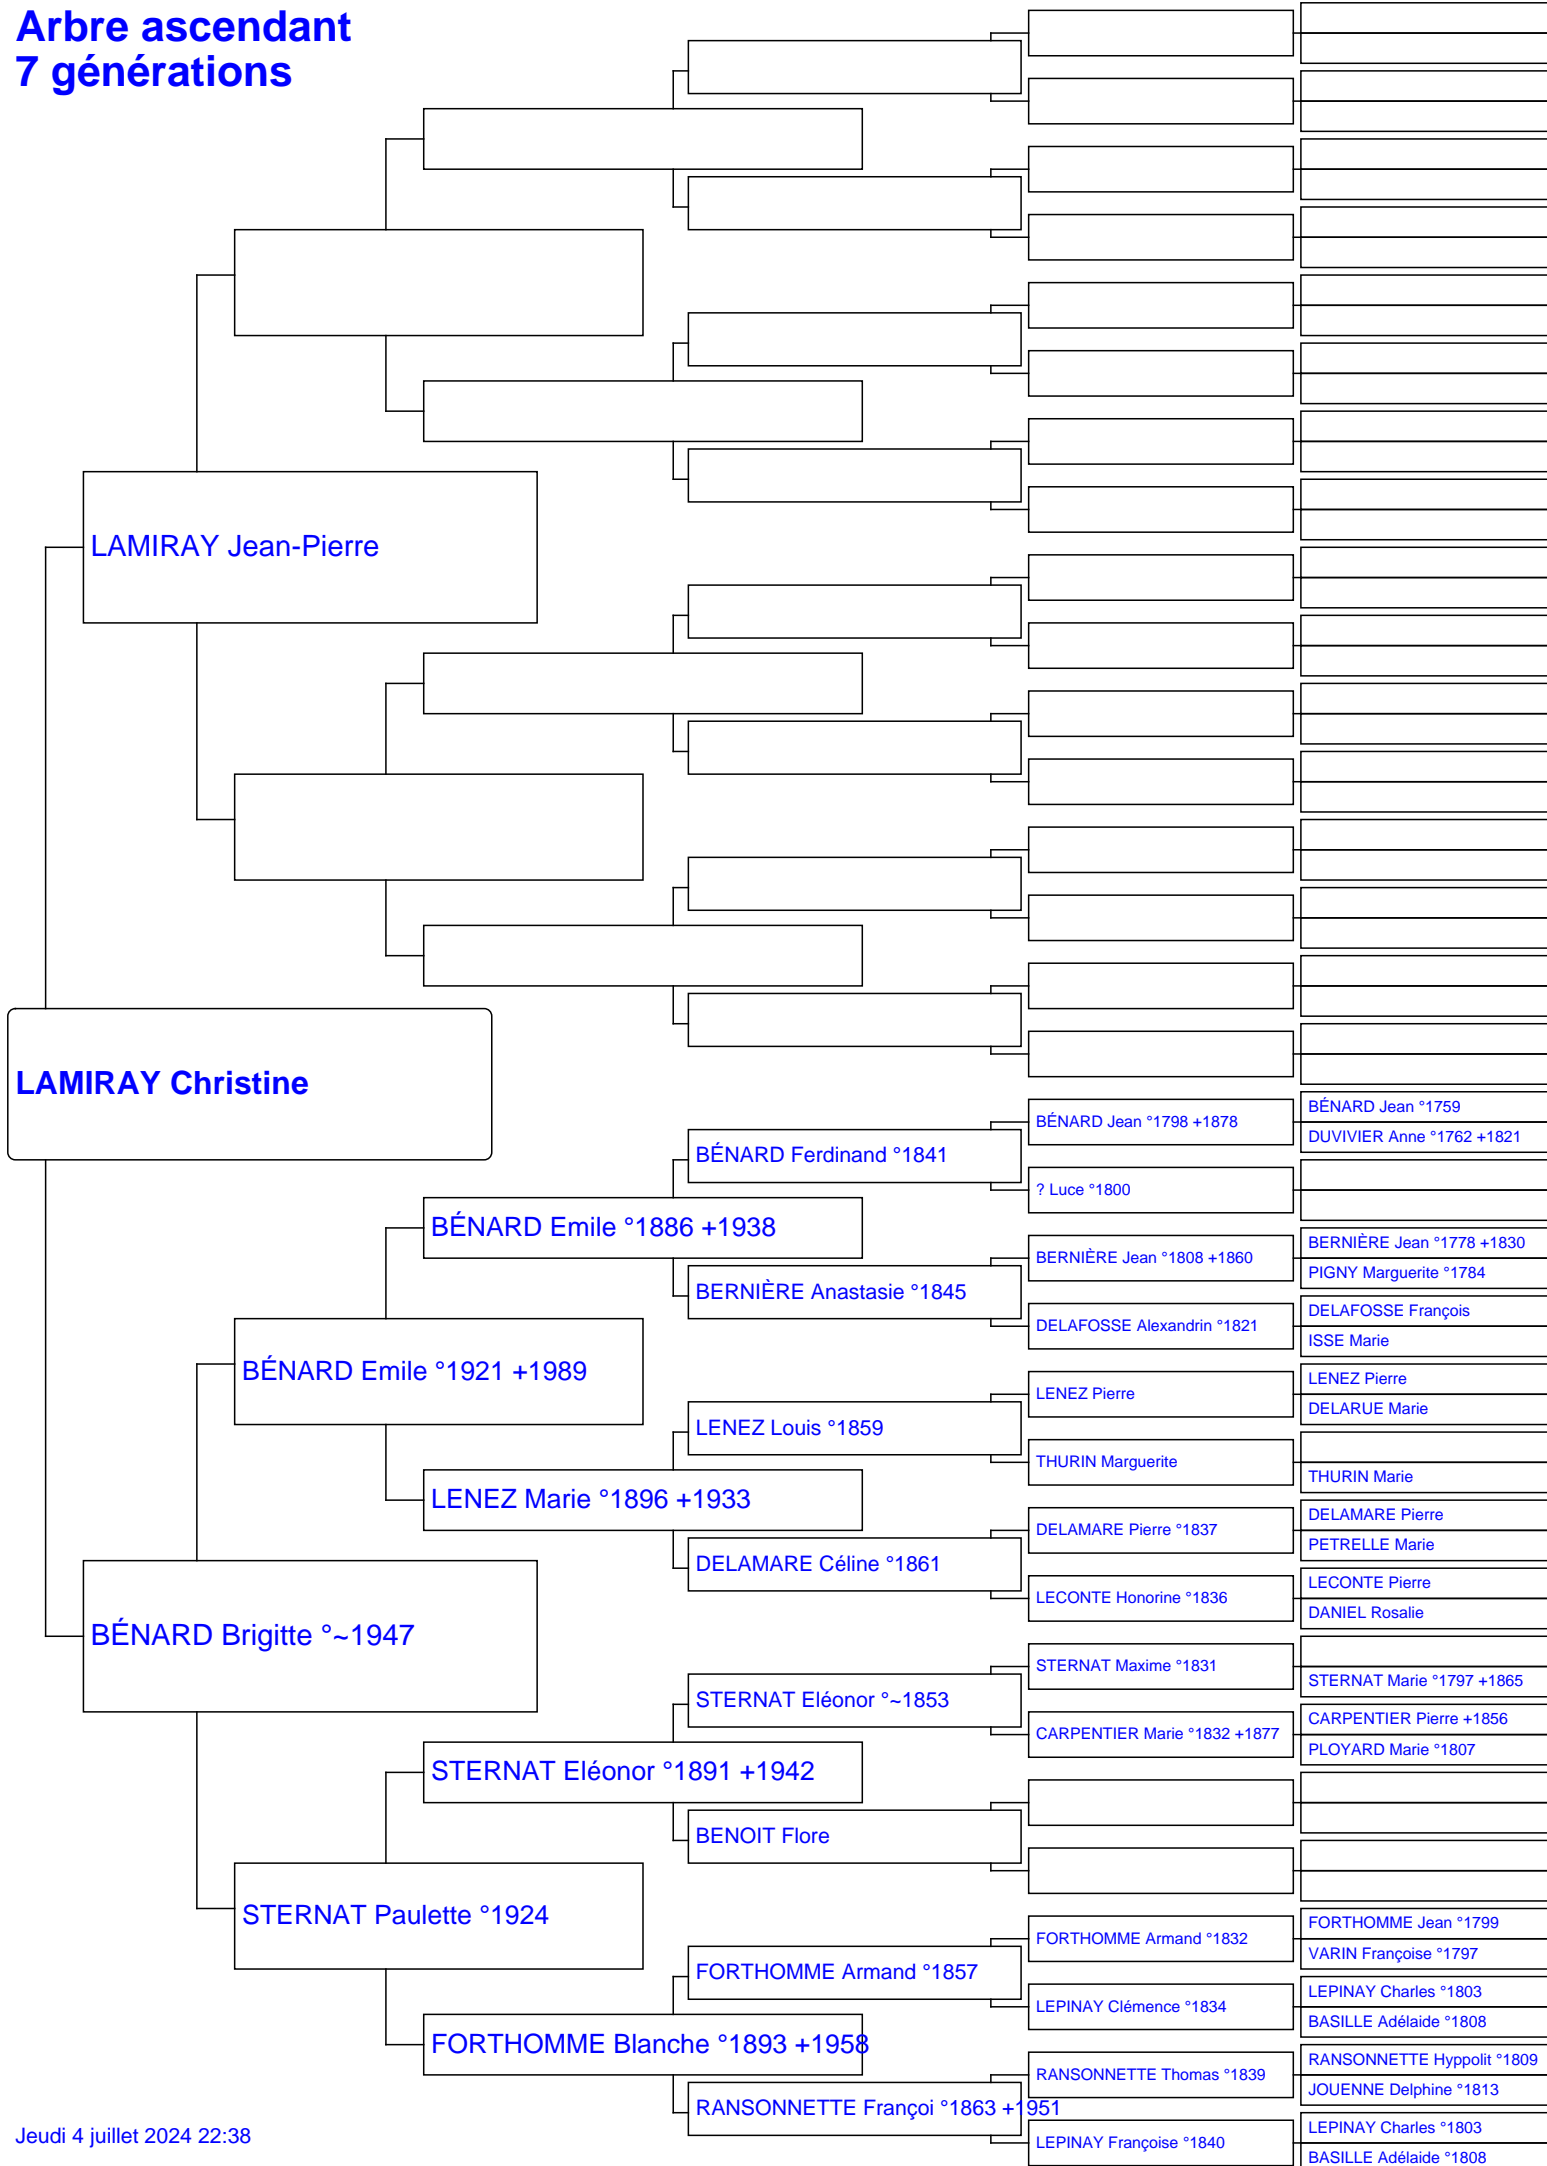 Arbre ascendant
7 générations
LAMIRAY Jean-Pierre
LAMIRAY Christine
BÉNARD Jean °1759
BÉNARD Jean °1798 +1878
DUVIVIER Anne °1762 +1821
BÉNARD Ferdinand °1841
? Luce °1800
BÉNARD Emile °1886 +1938
BERNIÈRE Jean °1778 +1830
BERNIÈRE Jean °1808 +1860
PIGNY Marguerite °1784
BERNIÈRE Anastasie °1845
DELAFOSSE François
DELAFOSSE Alexandrin °1821
ISSE Marie
BÉNARD Emile °1921 +1989
LENEZ Pierre
LENEZ Pierre
DELARUE Marie
LENEZ Louis °1859
THURIN Marguerite
THURIN Marie
LENEZ Marie °1896 +1933
DELAMARE Pierre
DELAMARE Pierre °1837
PETRELLE Marie
DELAMARE Céline °1861
LECONTE Pierre
LECONTE Honorine °1836
DANIEL Rosalie
BÉNARD Brigitte °~1947
STERNAT Maxime °1831
STERNAT Marie °1797 +1865
STERNAT Eléonor °~1853
CARPENTIER Pierre +1856
CARPENTIER Marie °1832 +1877
PLOYARD Marie °1807
STERNAT Eléonor °1891 +1942
BENOIT Flore
STERNAT Paulette °1924
FORTHOMME Jean °1799
FORTHOMME Armand °1832
VARIN Françoise °1797
FORTHOMME Armand °1857
LEPINAY Charles °1803
LEPINAY Clémence °1834
BASILLE Adélaide °1808
FORTHOMME Blanche °1893 +1958
RANSONNETTE Hyppolit °1809
RANSONNETTE Thomas °1839
JOUENNE Delphine °1813
RANSONNETTE Françoi °1863 +1951
LEPINAY Charles °1803
LEPINAY Françoise °1840
BASILLE Adélaide °1808
Jeudi 4 juillet 2024 22:38